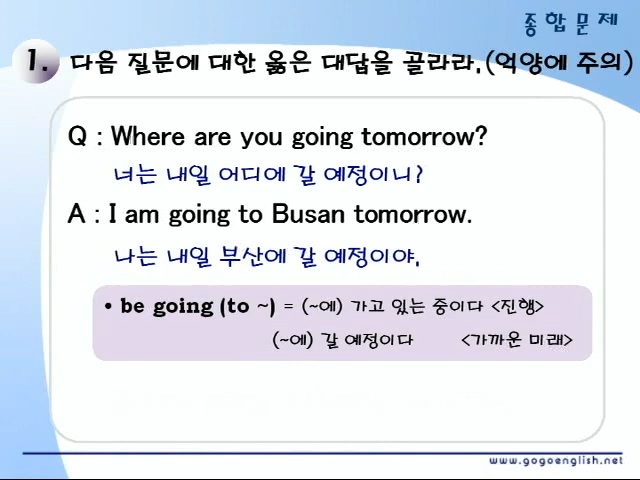 종합문제
1. 다음 질문에 대한 옳은 대답을 골라라.(억양에 주의)
Q : Where are you going tomorrow?
너는 내일 어디에 갈 예정이니?
A : I am going to Busan tomorrow.
나는 내일 부산에 갈 예정이야.
• be going (to ~) = (~에) 가고 있는 중이다 <진행>
(~에) 갈 예정이다 <가까운 미래>
www.gogoenglish.net